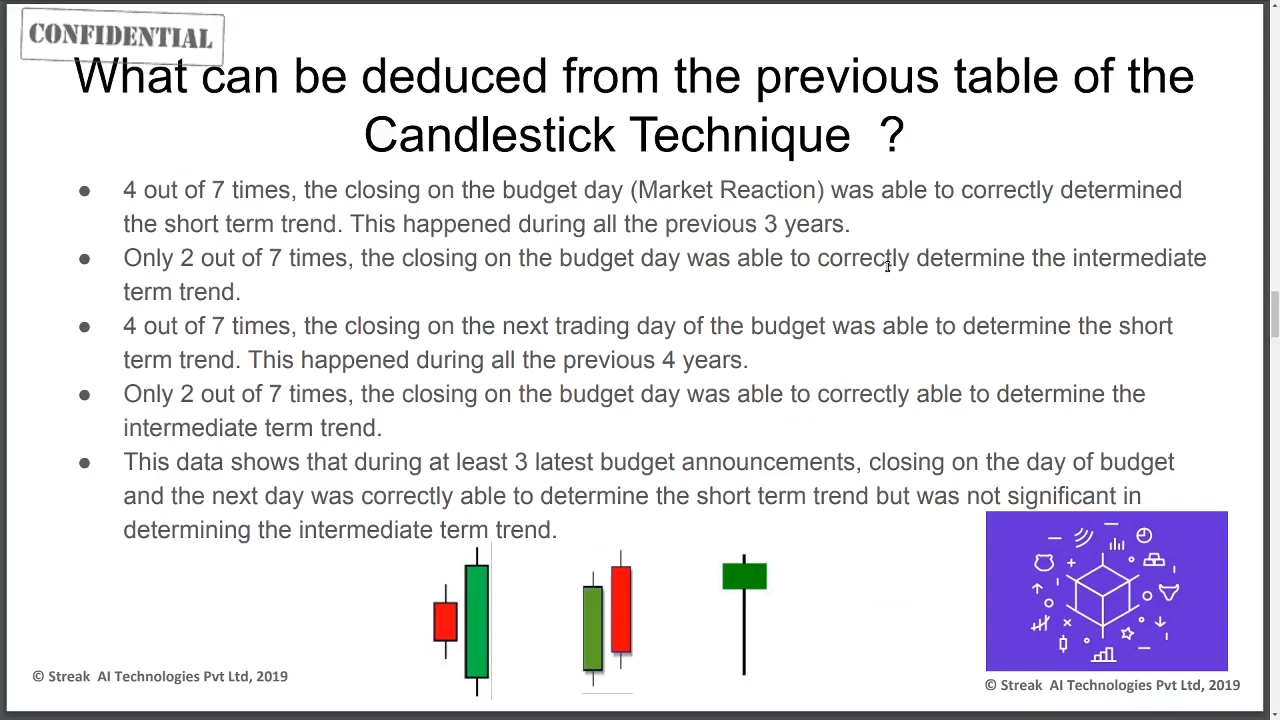 CONFIDENTIAL
What can be deduced from the previous table of the
Candlestick Technique ?
● 4 out of 7 times, the closing on the budget day (Market Reaction) was able to correctly determined
the short term trend. This happened during all the previous 3 years.
● Only 2 out of 7 times, the closing on the budget day was able to correctly determine the intermediate
term trend.
● 4 out of 7 times, the closing on the next trading day of the budget was able to determine the short
term trend. This happened during all the previous 4 years.
● Only 2 out of 7 times, the closing on the budget day was able to correctly able to determine the
intermediate term trend.
● This data shows that during at least 3 latest budget announcements, closing on the day of budget
and the next day was correctly able to determine the short term trend but was not significant in
determining the intermediate term trend.
© Streak AI Technologies Pvt Ltd, 2019
© Streak AI Technologies Pvt Ltd, 2019